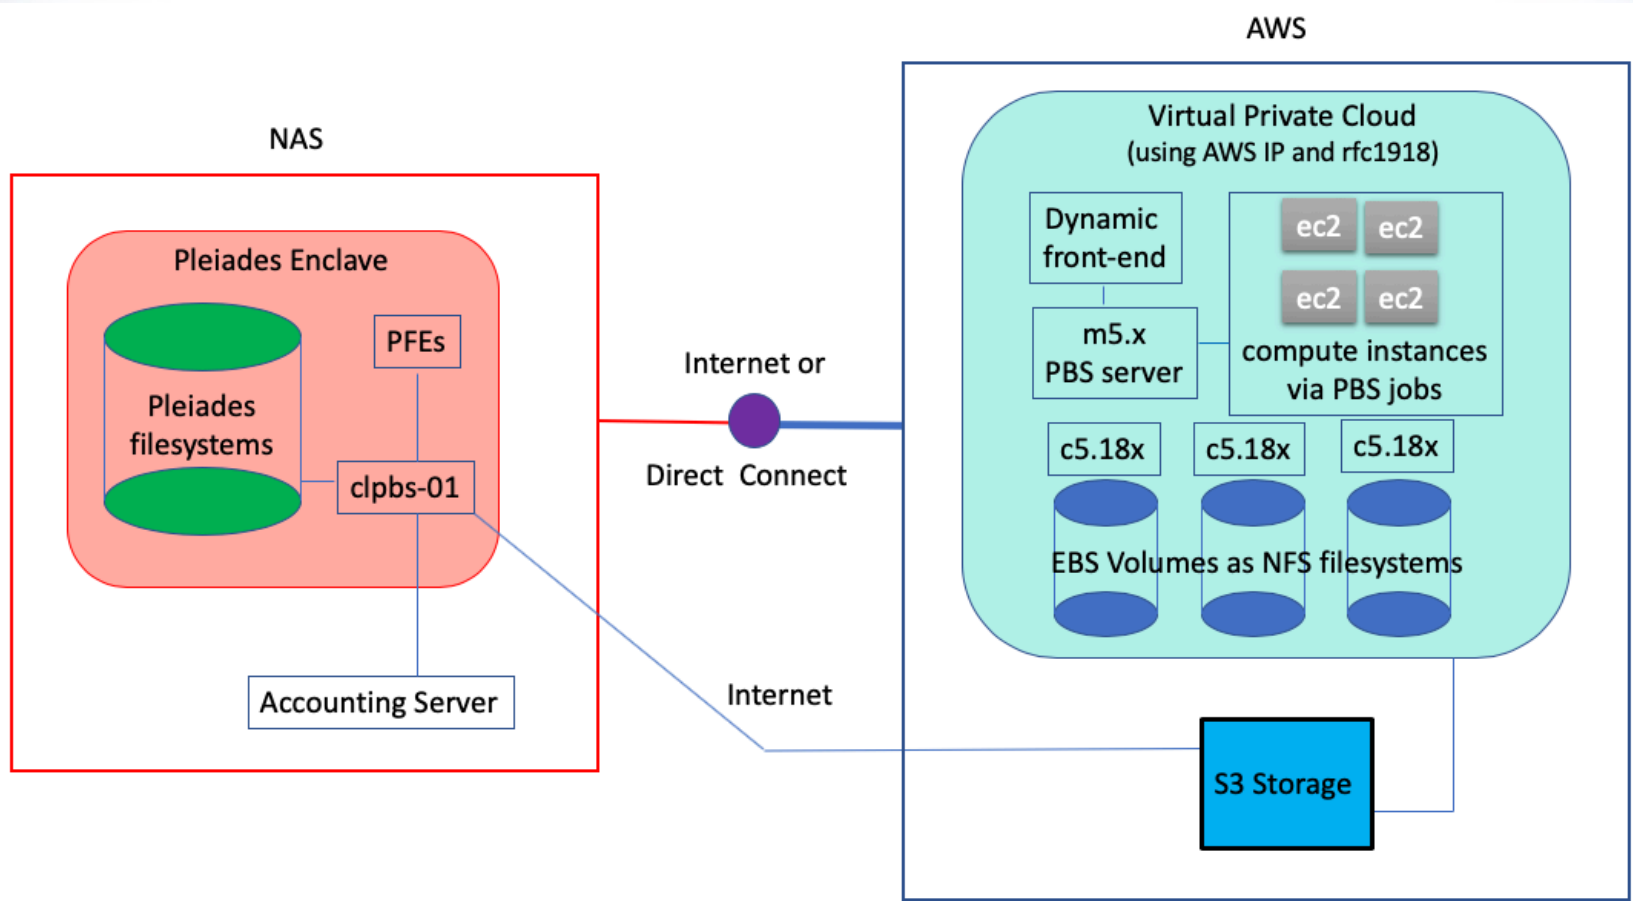 AWS
NAS
Virtual Private Cloud
(using AWS IP and rfc1918)
Pleiades Enclave
PFEs
Pleiades
filesystems
clpbs-01
Accounting Server
Internet or
Direct Connect
Internet
Dynamic
front-end
m5.x
PBS server
ec2
ec2
ec2
ec2
compute instances
via PBS jobs
c5.18x
c5.18x
c5.18x
EBS Volumes as NFS filesystems
S3 Storage